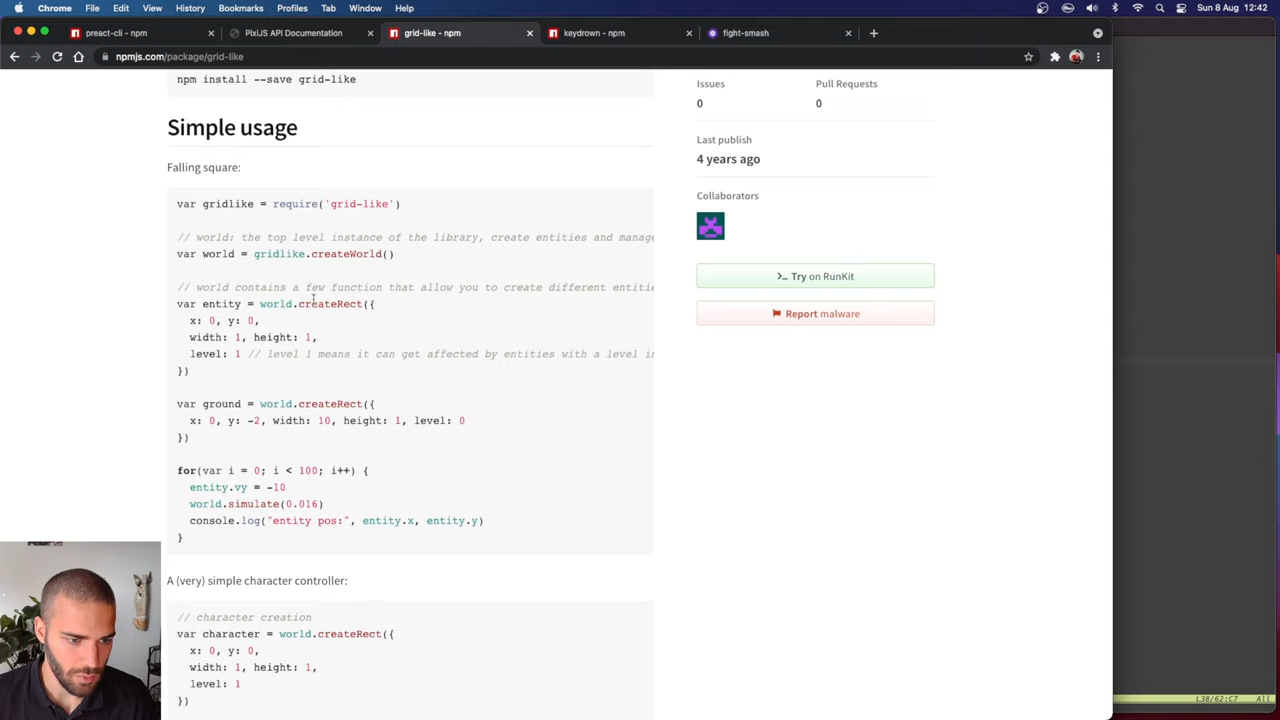 Chrome File Edit View History Bookmarks Profiles Tab Window Help Sun 8 Aug 12:42
preact-cli - npm PixiJS API Documentation grid-like - npm keydrown - npm fight-smash
npmjs.com/package/grid-like
npm install --save grid-like
Simple usage
Falling square:
var gridlike = require('grid-like')
// world: the top level instance of the library, create entities and manage
var world = gridlike.createWorld()
// world contains a few function that allow you to create different entitie
var entity = world.createRect({
x: 0, y: 0,
width: 1, height: 1,
level: 1 // level 1 means it can get affected by entities with a level in
})
var ground = world.createRect({
x: 0, y: -2, width: 10, height: 1, level: 0
})
for(var i = 0; i < 100; i++) {
entity.vy = -10
world.simulate(0.016)
console.log("entity pos:", entity.x, entity.y)
}
A (very) simple character controller:
// character creation
var character = world.createRect({
x: 0, y: 0,
width: 1, height: 1,
level: 1
})
Issues Pull Requests
0 0
Last publish
4 years ago
Collaborators
Try on RunKit
Report malware
L38/62:C7 All